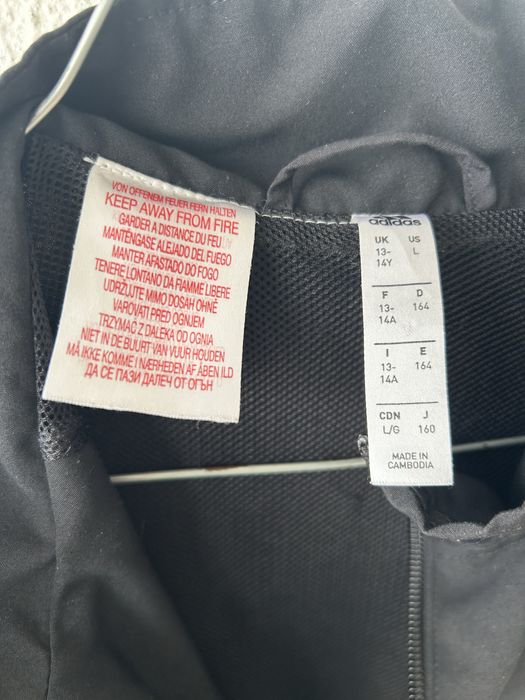 VON OFFENEM FEUER FERN HALTEN
KEEP AWAY FROM FIRE
GARDER A DISTANCE DU FEU
MANTÉNGASE ALEJADO DEL FUEGO
MANTER AFASTADO DO FOGO
TENERE LONTANO DA FIAMME LIBERE
UDRŽUJTE MIMO DOSAH OHNĚ
VAROVATI PRED OGNJEM
TRZYMAĆ Z DALEKA OD OGNIA
NIET IN DE BUURT VAN VUUR HOUDEN
MÅ IKKE KOMME I NÆRHEDEN AF ÅBEN ILD
ДА СЕ ПАЗИ ДАЛЕЧ ОТ ОГЪН
adidas
UK US
13- L
14Y
F D
13- 164
14A
I E
13- 164
14A
CDN J
L/G 160
MADE IN
CAMBODIA